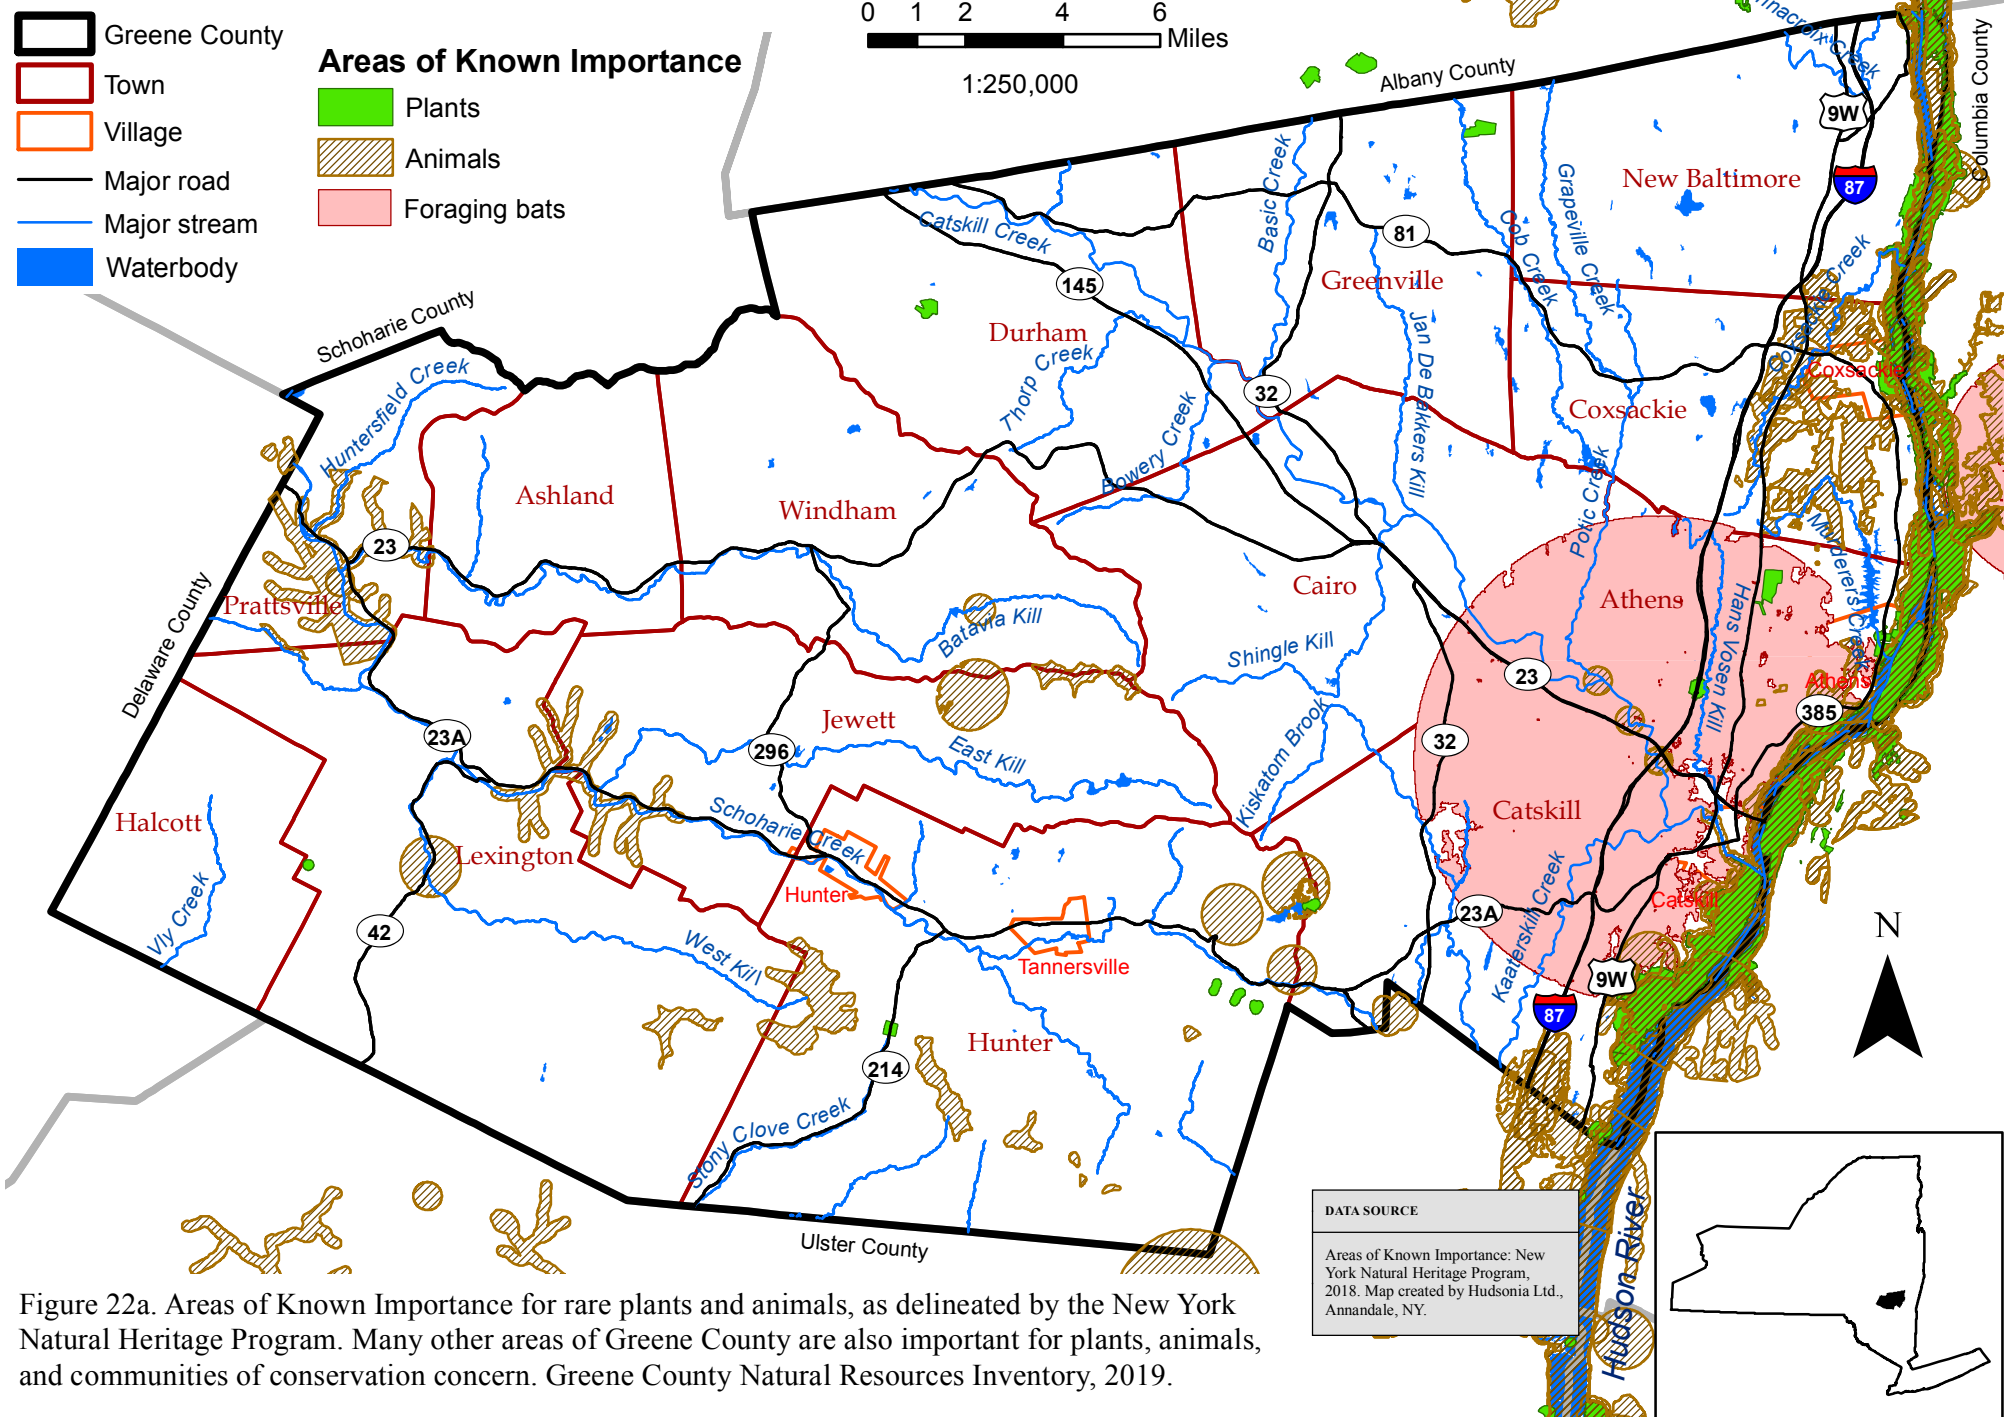 Greene County
Town
Village
Major road
Major stream
Waterbody
Areas of Known Importance
Plants
Animals
Foraging bats
0 1 2 4 6
Miles
1:250,000
Albany County
Columbia County
Schoharie County
Delaware County
Ulster County
9W
87
New Baltimore
Grapeville Creek
Cob Creek
Basic Creek
81
Catskill Creek
145
Greenville
Durham
Thorp Creek
Jan De Bakkers Kill
Coxsackie Creek
Coxsackie
32
Coxsackie
Huntersfield Creek
Bowery Creek
Potic Creek
Ashland
Windham
Murderers Creek
23
Prattsville
Cairo
Athens
Hans Vosen Kill
Batavia Kill
Shingle Kill
23
Athens
385
23A
Jewett
296
East Kill
32
Kiskatom Brook
Halcott
Schoharie Creek
Catskill
Lexington
Hunter
Catskill
23A
Vly Creek
42
West Kill
Tannersville
Kaaterskill Creek
9W
87
N
Hunter
214
Stony Clove Creek
Hudson River
DATA SOURCE
Areas of Known Importance: New
York Natural Heritage Program,
2018. Map created by Hudsonia Ltd.,
Annandale, NY.
Figure 22a. Areas of Known Importance for rare plants and animals, as delineated by the New York
Natural Heritage Program. Many other areas of Greene County are also important for plants, animals,
and communities of conservation concern. Greene County Natural Resources Inventory, 2019.